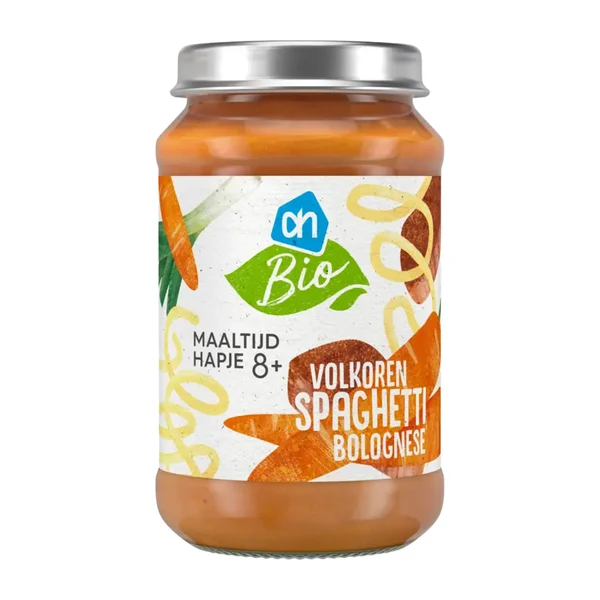 ah
Bio
MAALTIJD
HAPJE 8+
VOLKOREN
SPAGHETTI
BOLOGNESE